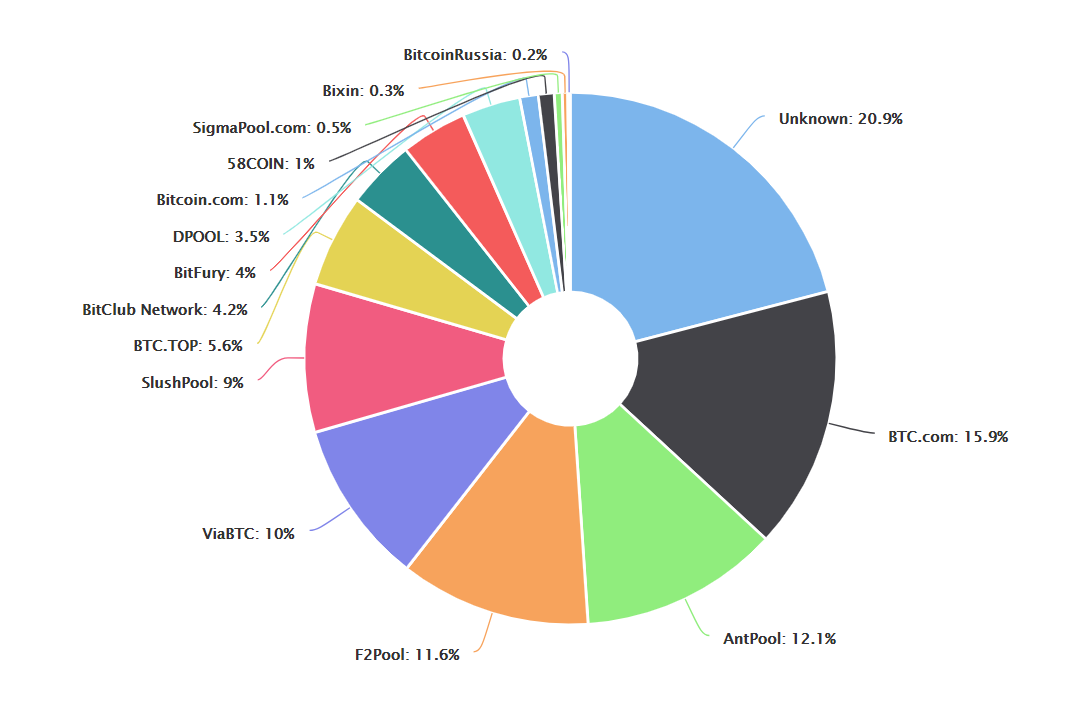 BitcoinRussia: 0.2%
Bixin: 0.3%
Unknown: 20.9%
SigmaPool.com: 0.5%
58COIN: 1%
Bitcoin.com: 1.1%
DPOOL: 3.5%
BitFury: 4%
BitClub Network: 4.2%
BTC.TOP: 5.6%
SlushPool: 9%
BTC.com: 15.9%
ViaBTC: 10%
AntPool: 12.1%
F2Pool: 11.6%